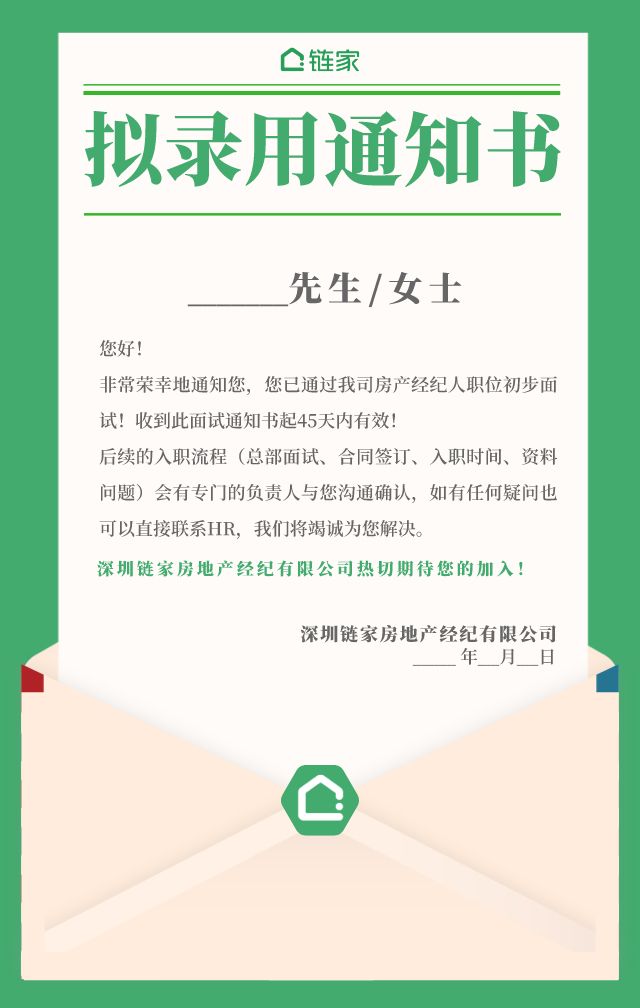 链家
拟录用通知书
_______先生/女士
您好！
非常荣幸地通知您，您已通过我司房产经纪人职位初步面
试！收到此面试通知书起45天内有效！
后续的入职流程（总部面试、合同签订、入职时间、资料
问题）会有专门的负责人与您沟通确认，如有任何疑问也
可以直接联系HR，我们将竭诚为您解决。
深圳链家房地产经纪有限公司热切期待您的加入！
深圳链家房地产经纪有限公司
____ 年__月__日